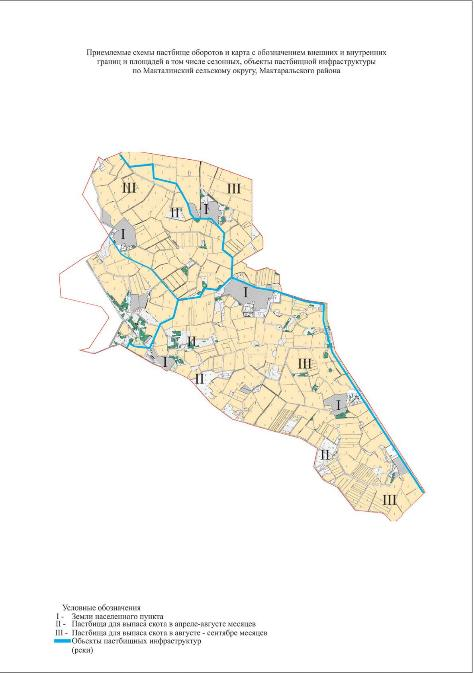 Приемлемые схемы пастбище оборотов и карта с обозначением внешних и внутренних
границ и площадей в том числе сезонных, объекты пастбищной инфраструктуры
по Макталинский сельскому округу, Мактаральского района
III
III
II
I
I
I
II
I
III
II
I
II
III
Условные обозначения
I - Земли населенного пункта
II - Пастбища для выпаса скота в апреле-августе месяцев
III - Пастбища для выпаса скота в августе - сентябре месяцев
Объекты пастбищных инфраструктур
(реки)